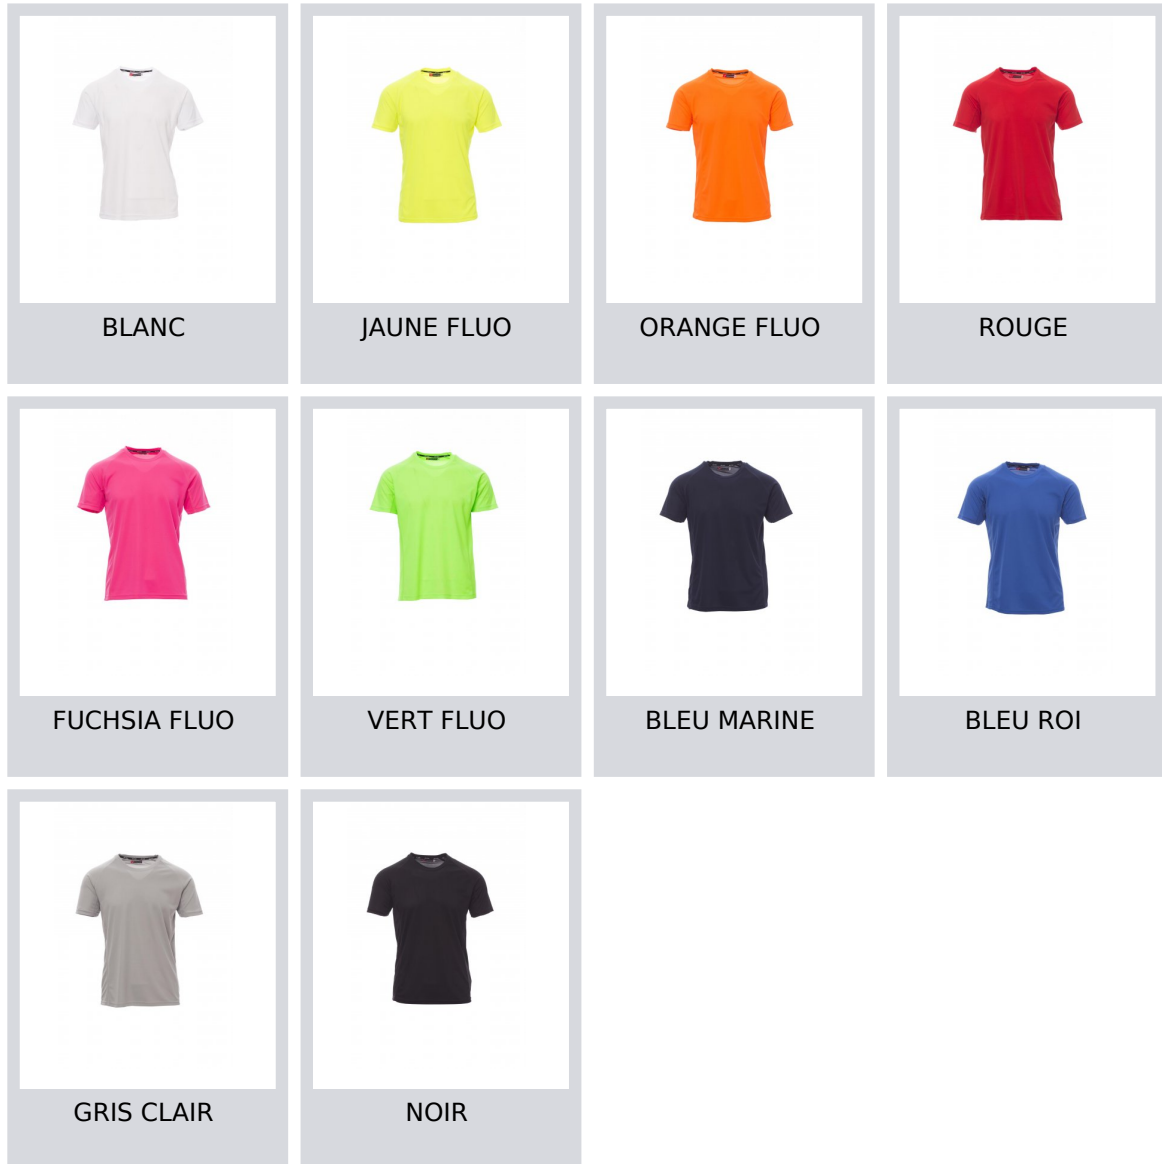 BLANC
JAUNE FLUO
ORANGE FLUO
ROUGE
FUCHSIA FLUO
VERT FLUO
BLEU MARINE
BLEU ROI
GRIS CLAIR
NOIR